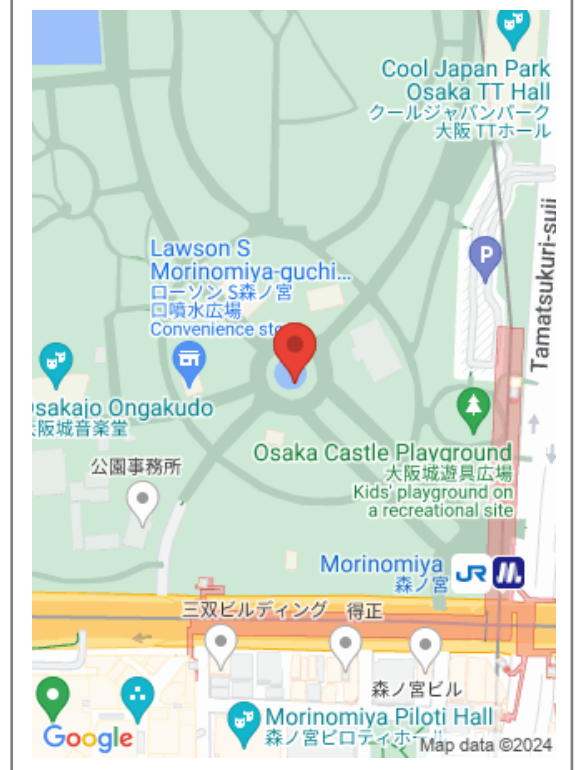 Cool Japan Park
Osaka TT Hall
クールジャパンパーク
大阪 TTホール
Tamatsukuri-suji
Lawson S
Morinomiya-guchi...
ローソン S森ノ宮
口噴水広場
Convenience sto
P
sakajo Ongakudo
大阪城音楽堂
Osaka Castle Playground
大阪城遊具広場
Kids' playground on
a recreational site
公園事務所
Morinomiya
森ノ宮
JR
三双ビルディング
得正
森ノ宮ビル
Morinomiya Piloti Hall
森ノ宮ピロティホール
Google
Map data ©2024